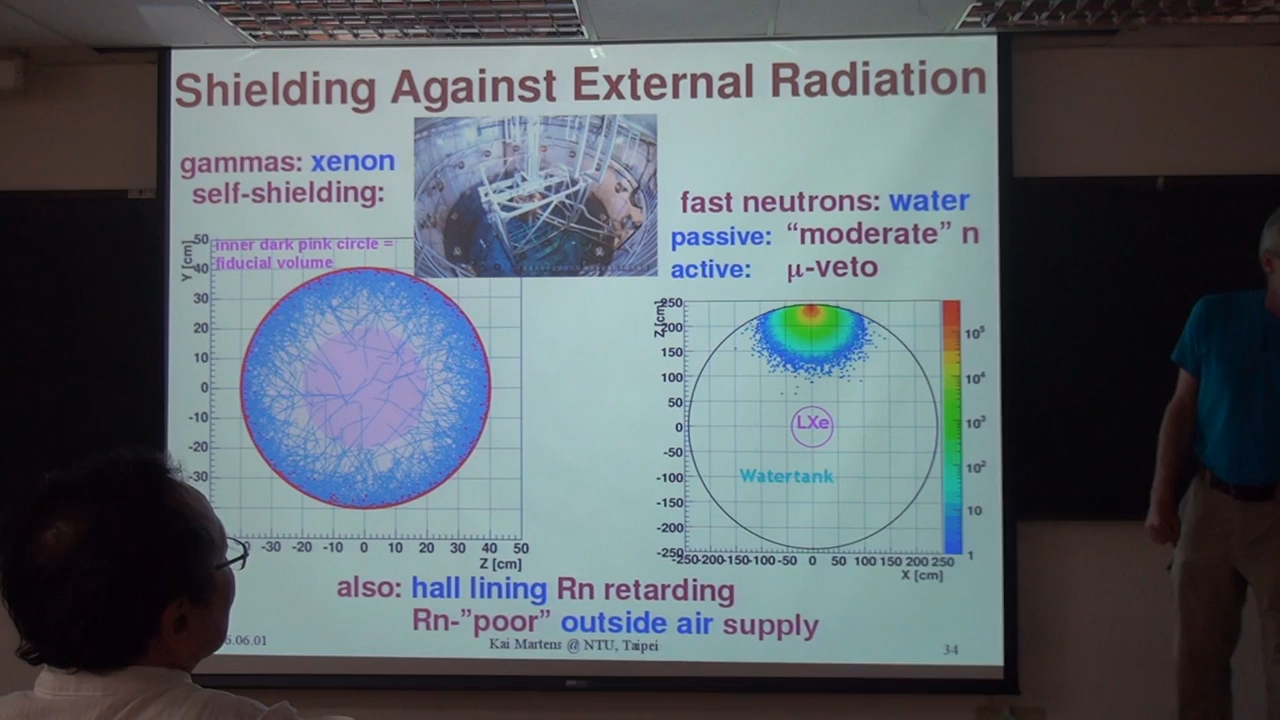 Shielding Against External Radiation
gammas: xenon
self-shielding:
fast neutrons: water
passive: “moderate” n
active: μ-veto
inner dark pink circle =
fiducial volume
Y [cm]
50
40
30
20
10
0
-10
-20
-30
-30 -20 -10 0 10 20 30 40 50
Z [cm]
Z [cm]
250
200
150
100
50
0
-50
-100
-150
-200
-250
LXe
Watertank
-250 -200 -150 -100 -50 0 50 100 150 200 250
X [cm]
10⁵
10⁴
10³
10²
10
1
also: hall lining Rn retarding
Rn-”poor” outside air supply
5.06.01
Kai Martens @ NTU, Taipei
34